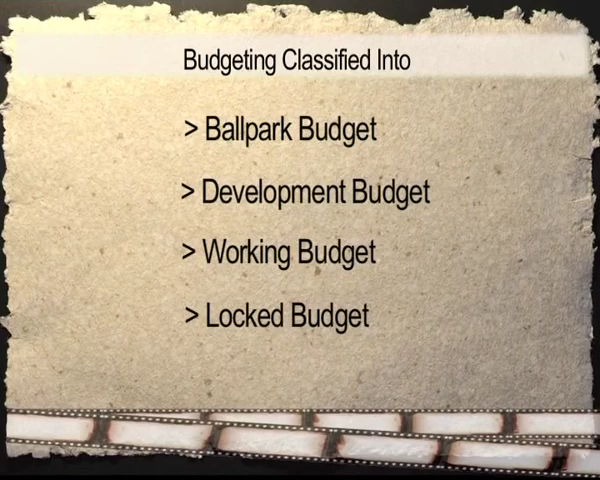 Budgeting Classified Into
> Ballpark Budget
> Development Budget
> Working Budget
> Locked Budget